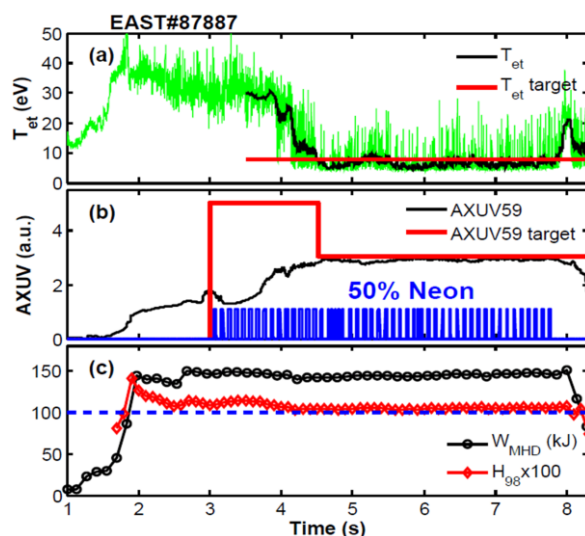 EAST#87887
(a)
T_et
T_et target
T_et (eV)
50
40
30
20
10
0
(b)
AXUV59
AXUV59 target
AXUV (a.u.)
4
2
0
50% Neon
(c)
W_MHD (kJ)
H_98x100
150
100
50
0
1 2 3 4 5 6 7 8
Time (s)